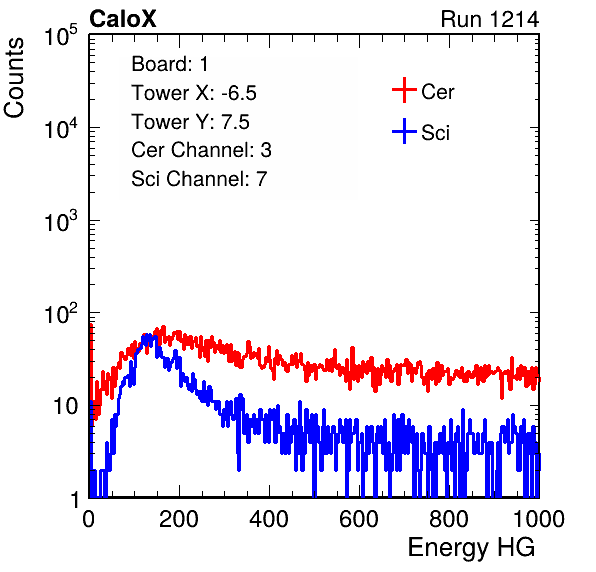 CaloX Run 1214
Counts
Board: 1
Tower X: -6.5
Tower Y: 7.5
Cer Channel: 3
Sci Channel: 7
Cer
Sci
10^5
10^4
10^3
10^2
10
1
0 200 400 600 800 1000
Energy HG